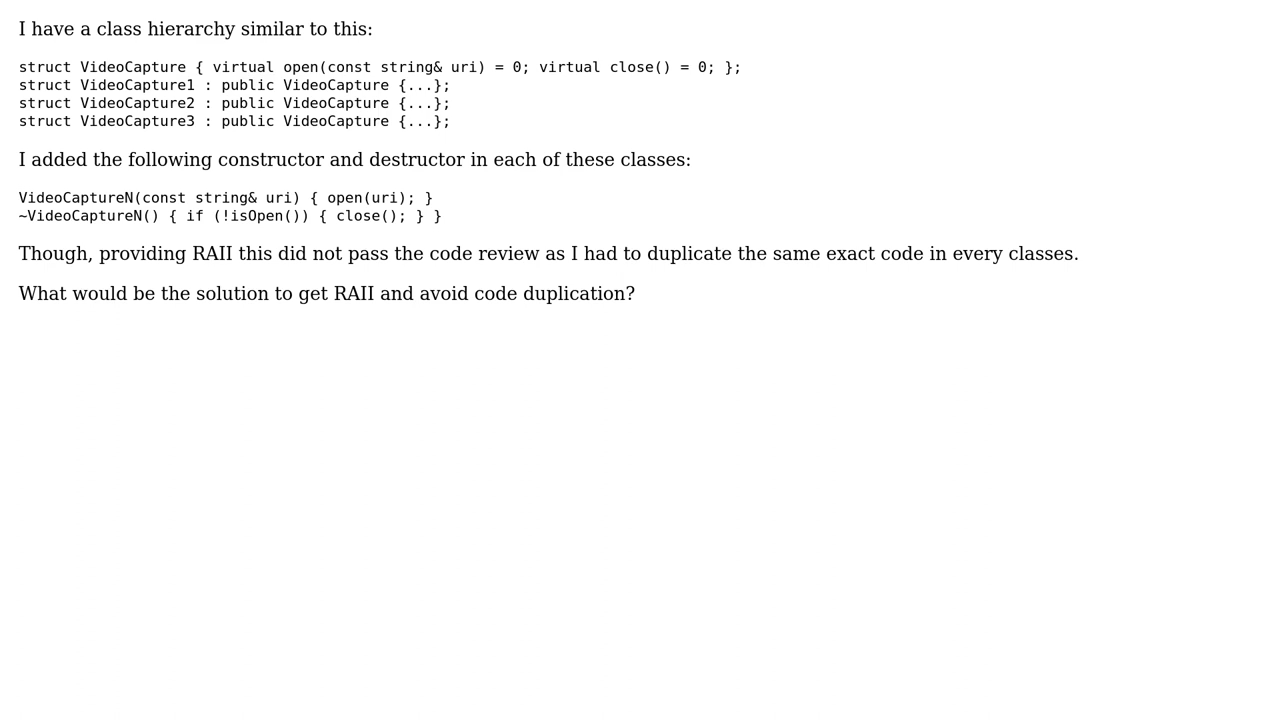 I have a class hierarchy similar to this:
struct VideoCapture { virtual open(const string& uri) = 0; virtual close() = 0; };
struct VideoCapture1 : public VideoCapture {...};
struct VideoCapture2 : public VideoCapture {...};
struct VideoCapture3 : public VideoCapture {...};
I added the following constructor and destructor in each of these classes:
VideoCaptureN(const string& uri) { open(uri); }
~VideoCaptureN() { if (!isOpen()) { close(); } }
Though, providing RAII this did not pass the code review as I had to duplicate the same exact code in every classes.
What would be the solution to get RAII and avoid code duplication?